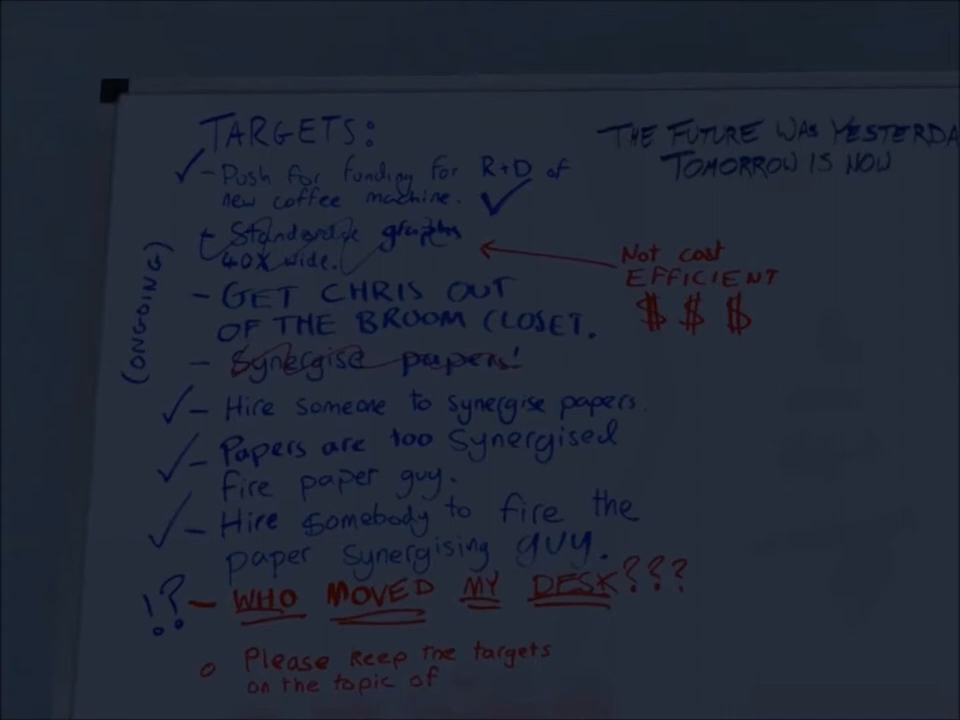 TARGETS:
- Push for funding for R+D of
new coffee machine.
- Standardize graphs
40X wide.
(ONGOING)
- GET CHRIS OUT
OF THE BROOM CLOSET.
- Synergise papers!
- Hire someone to synergise papers.
- Papers are too synergised
fire paper guy.
- Hire somebody to fire the
paper synergising guy.
!? - WHO MOVED MY DESK???
o Please keep the targets
on the topic of
THE FUTURE WAS YESTERDA
TOMORROW IS NOW
Not cost
EFFICIENT
$ $ $